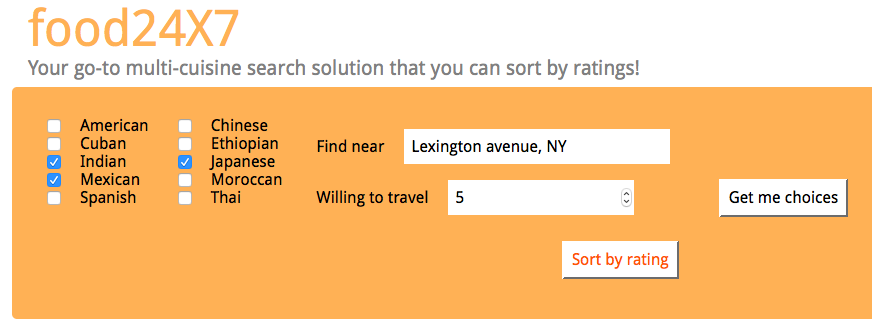 food24X7
Your go-to multi-cuisine search solution that you can sort by ratings!
American
Cuban
Indian
Mexican
Spanish
Chinese
Ethiopian
Japanese
Moroccan
Thai
Find near Lexington avenue, NY
Willing to travel 5
Get me choices
Sort by rating